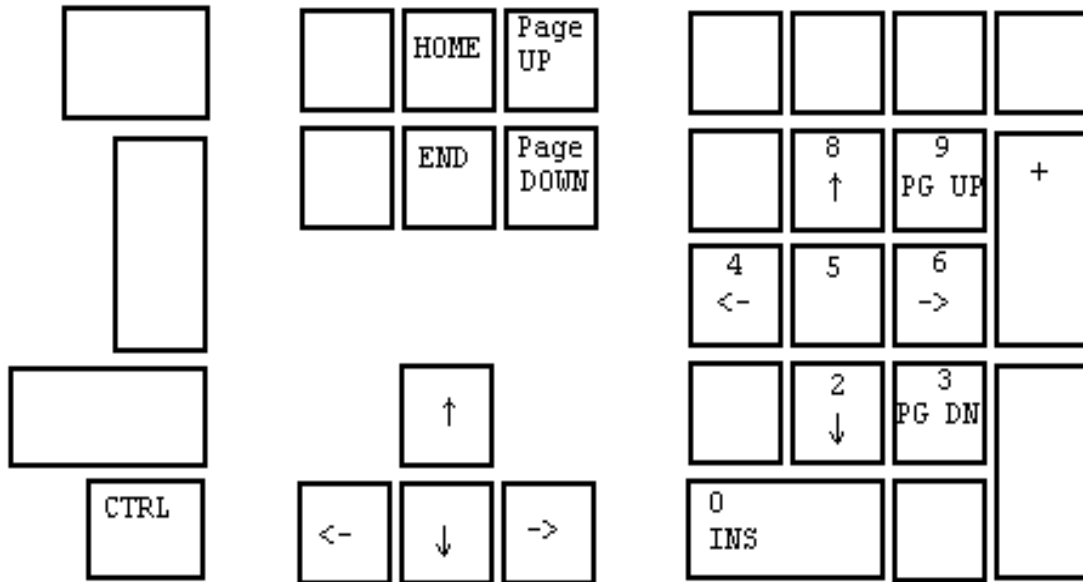 HOME
Page
UP
END
Page
DOWN
8
↑
9
PG UP
+
4
<-
5
6
->
↑
2
↓
3
PG DN
CTRL
<-
↓
->
0
INS